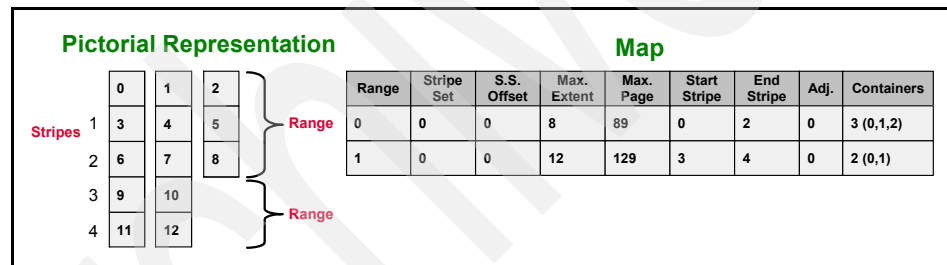 Pictorial Representation
Map
0 1 2
Stripes 1 3 4 5 Range
2 6 7 8
3 9 10
Range
4 11 12
Range Stripe Set S.S. Offset Max. Extent Max. Page Start Stripe End Stripe Adj. Containers
0 0 0 8 89 0 2 0 3 (0,1,2)
1 0 0 12 129 3 4 0 2 (0,1)